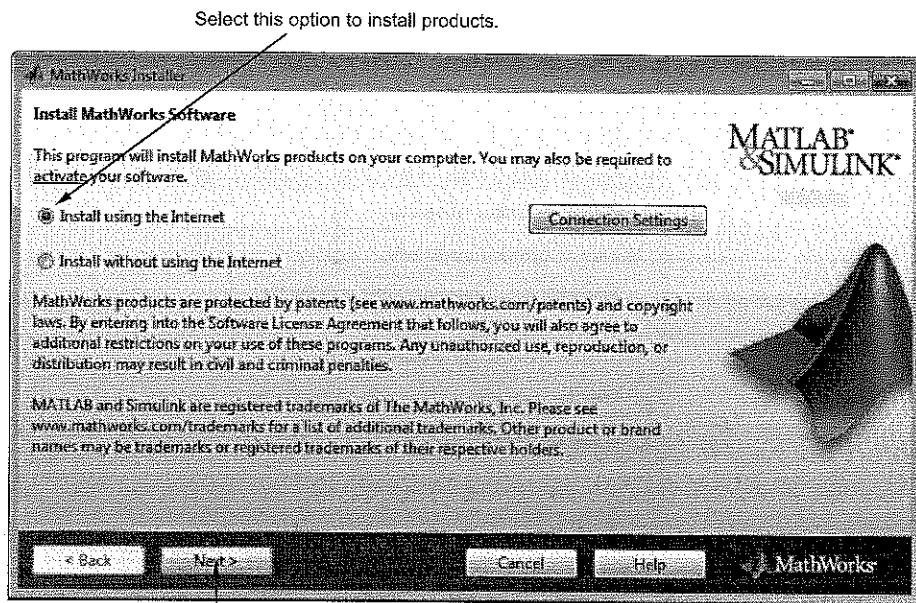 Select this option to install products.
MathWorks Installer
Install MathWorks Software
This program will install MathWorks products on your computer. You may also be required to
activate your software.
Install using the Internet
Connection Settings
Install without using the Internet
MathWorks products are protected by patents (see www.mathworks.com/patents) and copyright
laws. By entering into the Software License Agreement that follows, you will also agree to
additional restrictions on your use of these programs. Any unauthorized use, reproduction, or
distribution may result in civil and criminal penalties.
MATLAB and Simulink are registered trademarks of The MathWorks, Inc. Please see
www.mathworks.com/trademarks for a list of additional trademarks. Other product or brand
names may be trademarks or registered trademarks of their respective holders.
MATLAB®
&SIMULINK®
< Back
Next >
Cancel
Help
MathWorks®